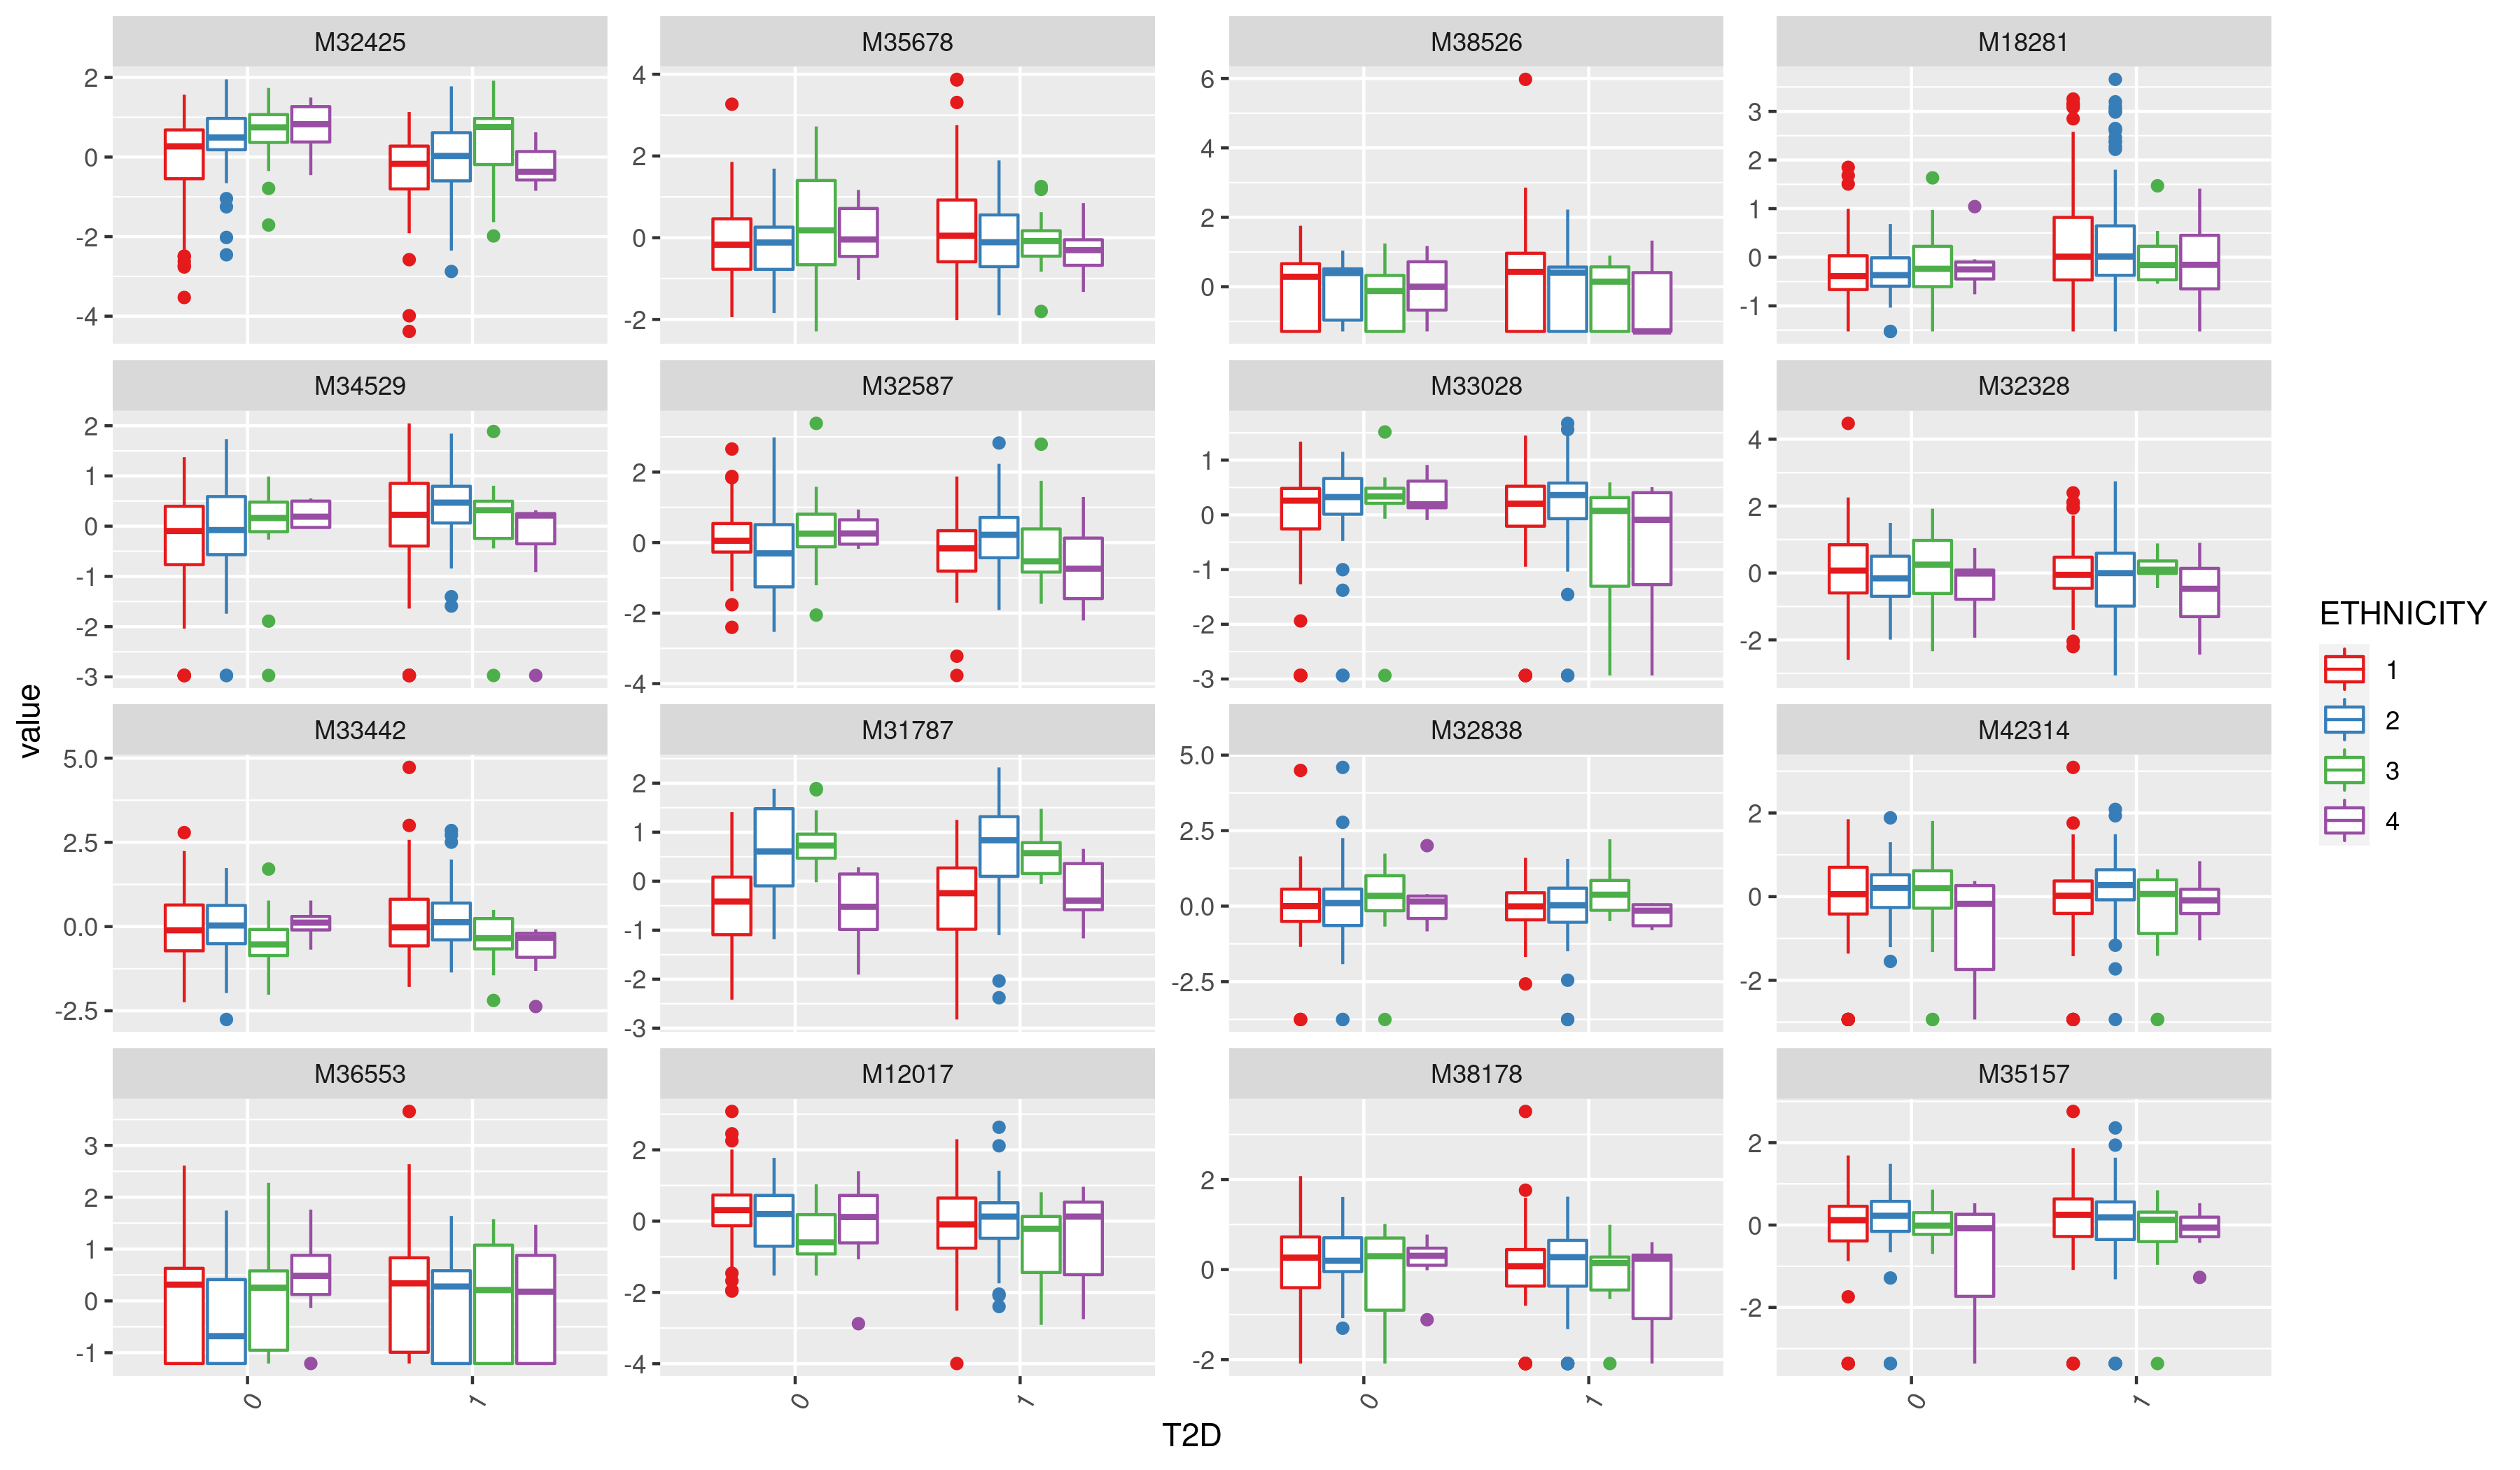 M32425 M35678 M38526 M18281
2 4 6 3
0 2 4 2
-2 0 2 1
-4 -2 0 0
-1
M34529 M32587 M33028 M32328
2 2 1 4
1 0 0 2
0 -2 -1 0
-1 -4 -2 -2
-2 -3
-3
M33442 M31787 M32838 M42314
5.0 2 5.0 2
2.5 1 2.5 0
0.0 0 0.0 -2
-2.5 -1 -2.5
-2
-3
M36553 M12017 M38178 M35157
3 2 2 2
2 0 0 0
1 -2 -2 -2
0 -4
-1
0 1 0 1 0 1 0 1
T2D
value
ETHNICITY
1
2
3
4